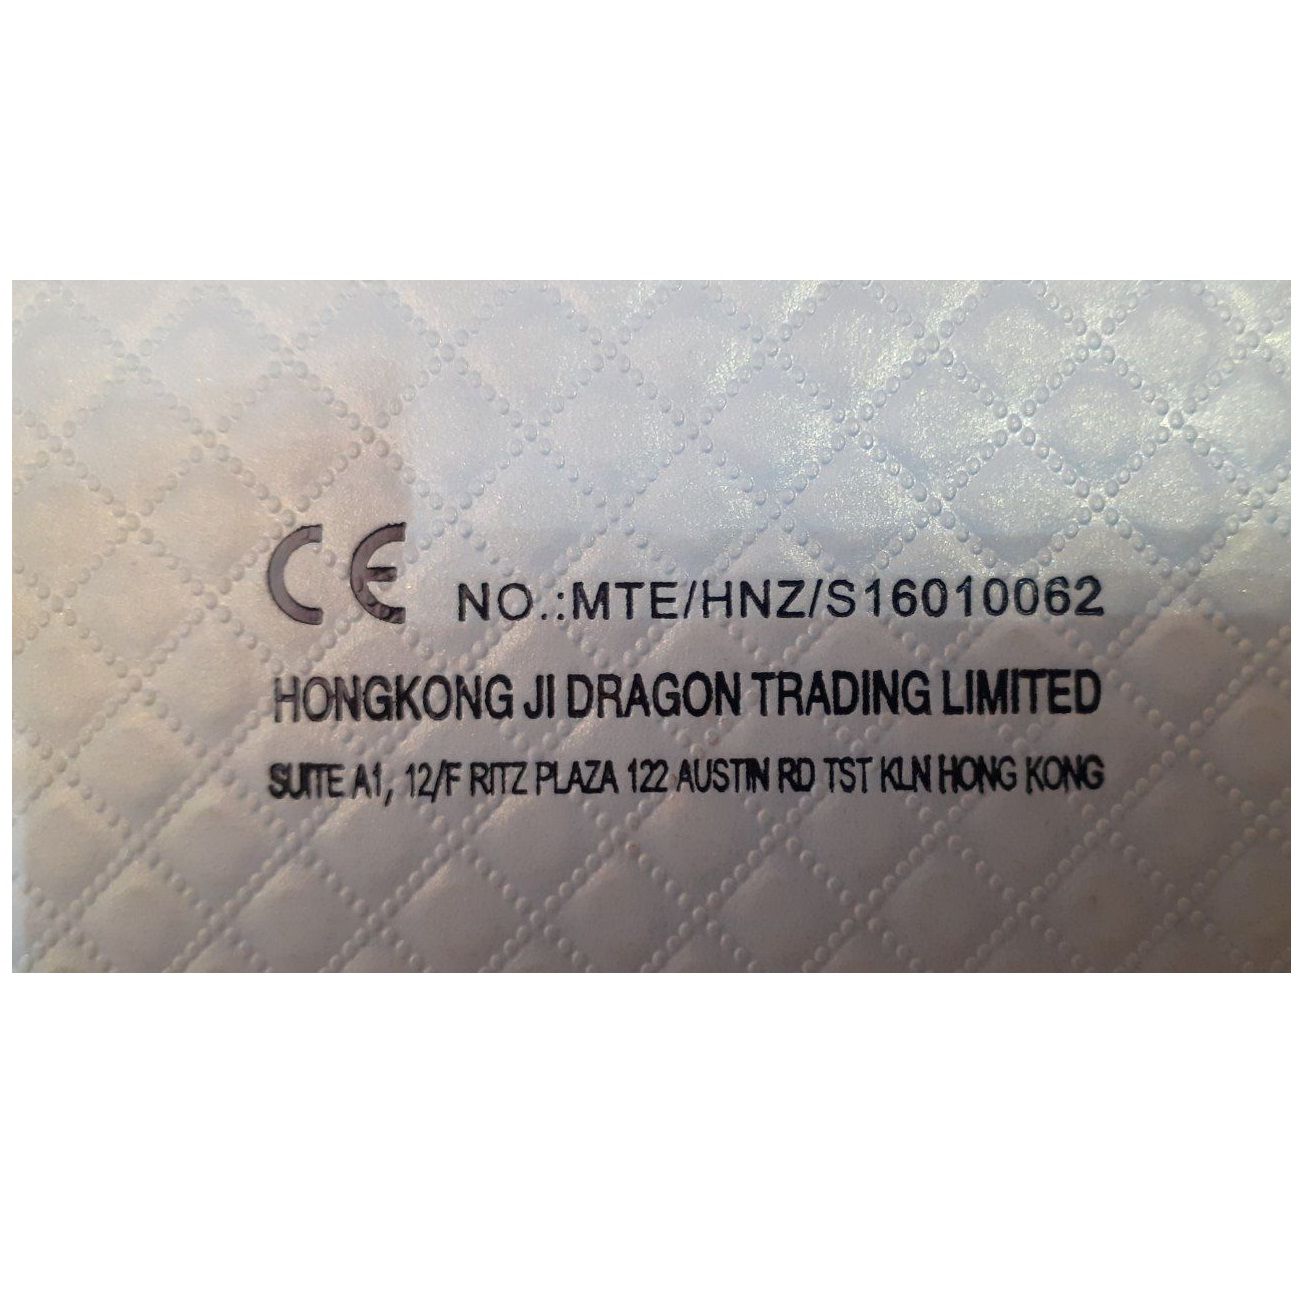 CE NO.:MTE/HNZ/S16010062
HONGKONG JI DRAGON TRADING LIMITED
SUITE A1, 12/F RITZ PLAZA 122 AUSTIN RD TST KLN HONG KONG